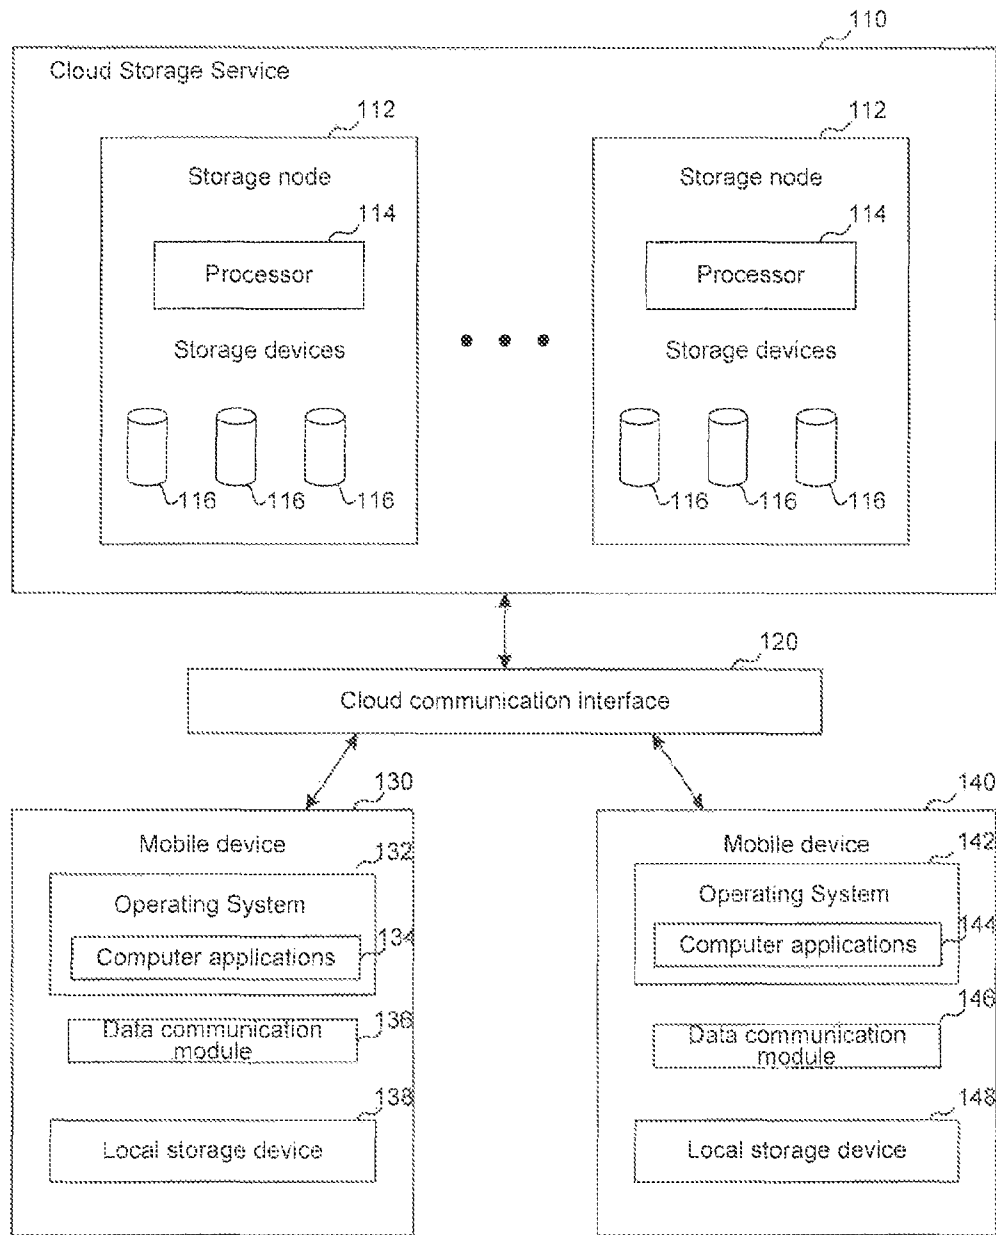 110
Cloud Storage Service
112
112
Storage node
Storage node
114
114
Processor
Processor
Storage devices
Storage devices
116
116
116
116
116
116
120
Cloud communication interface
130
140
Mobile device
Mobile device
132
142
Operating System
Operating System
134
144
Computer applications
Computer applications
136
146
Data communication
module
Data communication
module
138
148
Local storage device
Local storage device